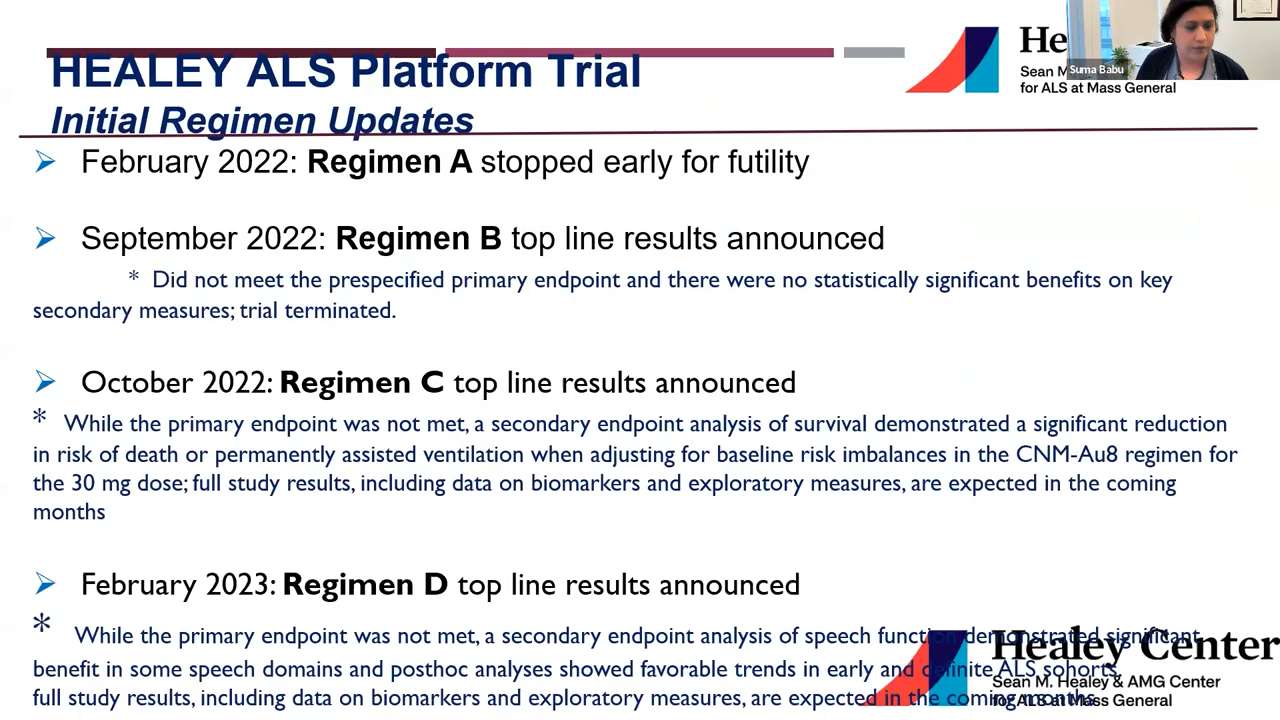 HEALEY ALS Platform Trial
Initial Regimen Updates
He
Sean M
for ALS at Mass General
Suma Babu
➢ February 2022: Regimen A stopped early for futility
➢ September 2022: Regimen B top line results announced
* Did not meet the prespecified primary endpoint and there were no statistically significant benefits on key
secondary measures; trial terminated.
➢ October 2022: Regimen C top line results announced
* While the primary endpoint was not met, a secondary endpoint analysis of survival demonstrated a significant reduction
in risk of death or permanently assisted ventilation when adjusting for baseline risk imbalances in the CNM-Au8 regimen for
the 30 mg dose; full study results, including data on biomarkers and exploratory measures, are expected in the coming
months
➢ February 2023: Regimen D top line results announced
* While the primary endpoint was not met, a secondary endpoint analysis of speech function demonstrated significant
benefit in some speech domains and posthoc analyses showed favorable trends in early and definite ALS cohorts
full study results, including data on biomarkers and exploratory measures, are expected in the coming months
Healey Center
Sean M. Healey & AMG Center
for ALS at Mass General